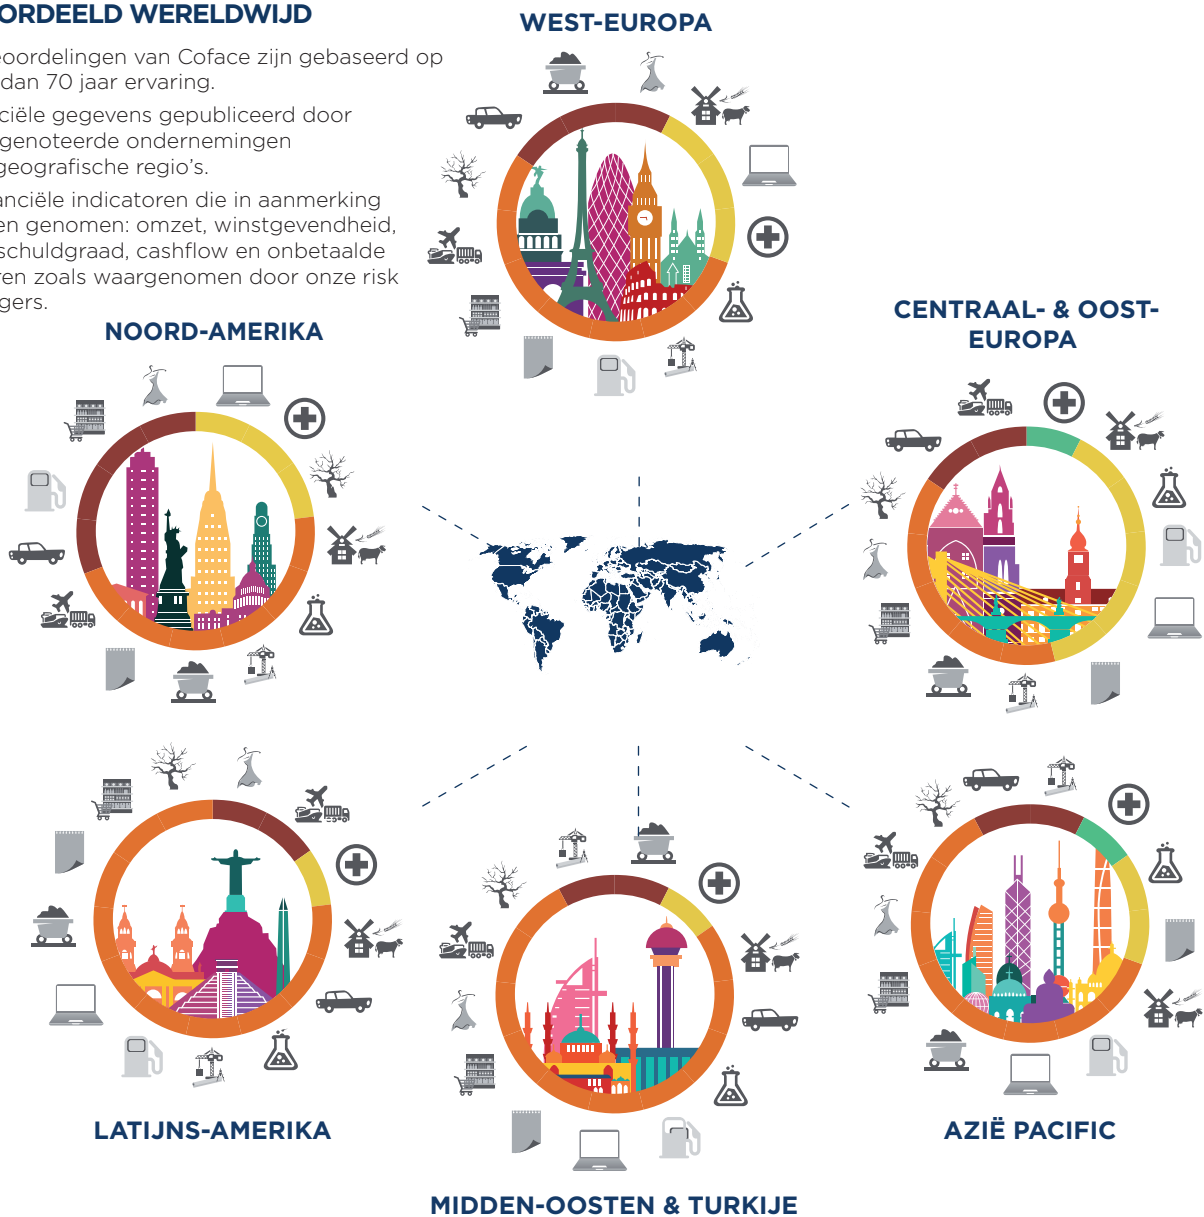 ORDEELD WERELDWIJD
eoordelingen van Coface zijn gebaseerd op
dan 70 jaar ervaring.
ciële gegevens gepubliceerd door
genoteerde ondernemingen
geografische regio's.
anciële indicatoren die in aanmerking
en genomen: omzet, winstgevendheid,
schuldgraad, cashflow en onbetaalde
ren zoals waargenomen door onze risk
gers.
WEST-EUROPA
NOORD-AMERIKA
CENTRAAL- & OOST-
EUROPA
LATIJNS-AMERIKA
AZIË PACIFIC
MIDDEN-OOSTEN & TURKIJE